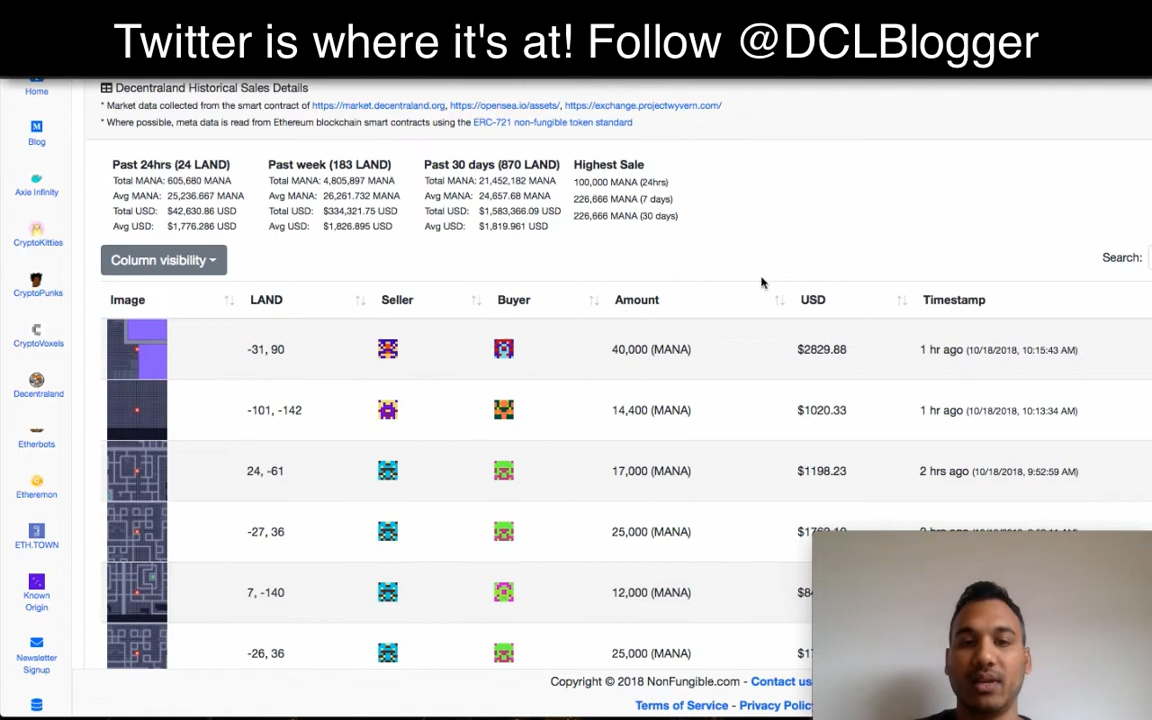 Twitter is where it's at! Follow @DCLBlogger
Home
Blog
Axie Infinity
CryptoKitties
CryptoPunks
CryptoVoxels
Decentraland
Etherbots
Etheremon
ETH.TOWN
Known
Origin
Newsletter
Signup
Decentraland Historical Sales Details
* Market data collected from the smart contract of https://market.decentraland.org, https://opensea.io/assets/, https://exchange.projectwyvern.com/
* Where possible, meta data is read from Ethereum blockchain smart contracts using the ERC-721 non-fungible token standard
Past 24hrs (24 LAND)
Total MANA: 605,680 MANA
Avg MANA: 25,236.667 MANA
Total USD: $42,630.86 USD
Avg USD: $1,776.286 USD
Past week (183 LAND)
Total MANA: 4,805,897 MANA
Avg MANA: 26,261.732 MANA
Total USD: $334,321.75 USD
Avg USD: $1,826.895 USD
Past 30 days (870 LAND)
Total MANA: 21,452,182 MANA
Avg MANA: 24,657.68 MANA
Total USD: $1,583,366.09 USD
Avg USD: $1,819.961 USD
Highest Sale
100,000 MANA (24hrs)
226,666 MANA (7 days)
226,666 MANA (30 days)
Column visibility
Search:
Image LAND Seller Buyer Amount USD Timestamp
-31, 90 40,000 (MANA) $2829.88 1 hr ago (10/18/2018, 10:15:43 AM)
-101, -142 14,400 (MANA) $1020.33 1 hr ago (10/18/2018, 10:13:34 AM)
24, -61 17,000 (MANA) $1198.23 2 hrs ago (10/18/2018, 9:52:59 AM)
-27, 36 25,000 (MANA)
7, -140 12,000 (MANA)
-26, 36 25,000 (MANA)
Copyright © 2018 NonFungible.com - Contact us
Terms of Service - Privacy Policy